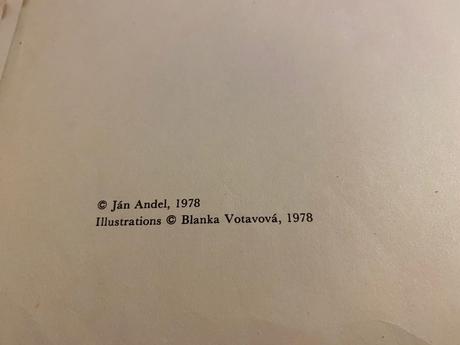 © Ján Andel, 1978
Illustrations © Blanka Votavová, 1978